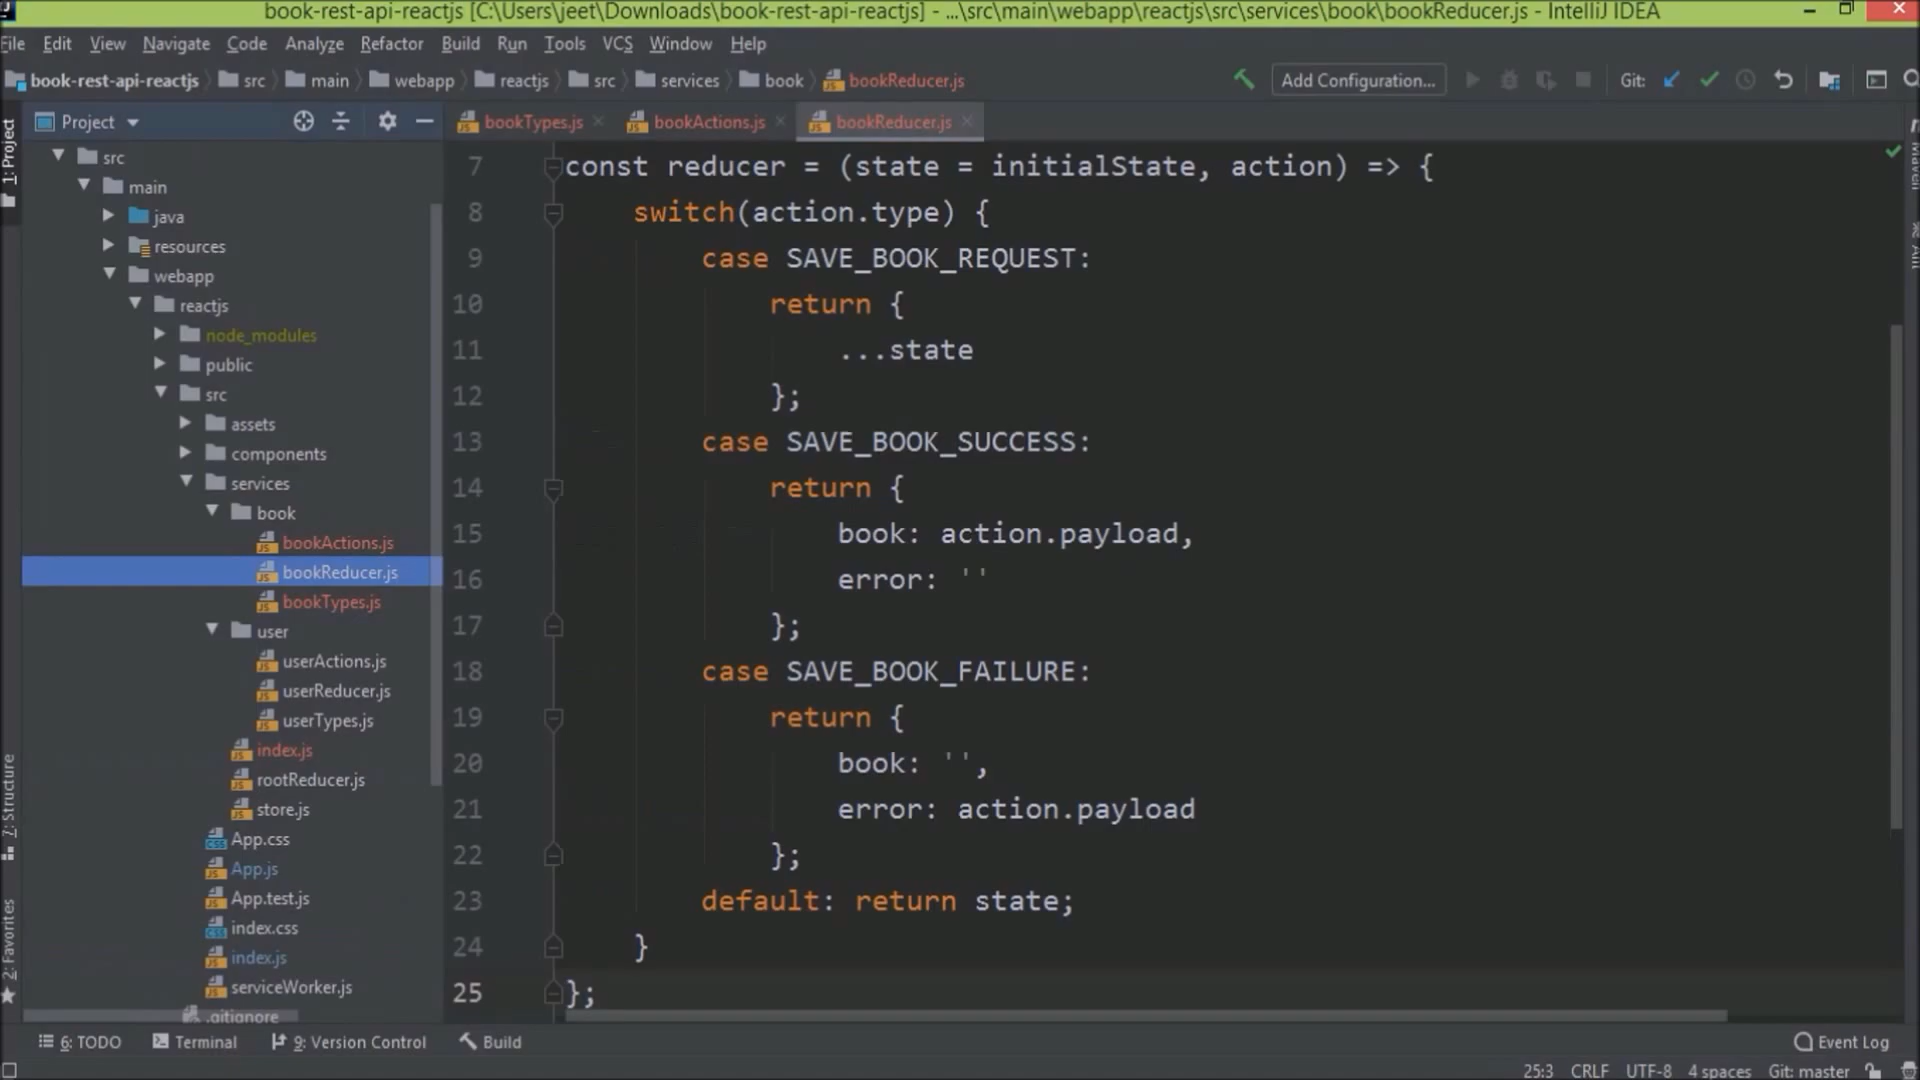 book-rest-api-reactjs [C:\Users\jeet\Downloads\book-rest-api-reactjs] - ...\src\main\webapp\reactjs\src\services\book\bookReducer.js - IntelliJ IDEA
File Edit View Navigate Code Analyze Refactor Build Run Tools VCS Window Help
book-rest-api-reactjs src main webapp reactjs src services book bookReducer.js Add Configuration... Git:
Project
bookTypes.js bookActions.js bookReducer.js
1: Project
7: Structure
2: Favorites
src
main
java
resources
webapp
reactjs
node_modules
public
src
assets
components
services
book
bookActions.js
bookReducer.js
bookTypes.js
user
userActions.js
userReducer.js
userTypes.js
index.js
rootReducer.js
store.js
App.css
App.js
App.test.js
index.css
index.js
serviceWorker.js
.gitignore
7 const reducer = (state = initialState, action) => {
8 switch(action.type) {
9 case SAVE_BOOK_REQUEST:
10 return {
11 ...state
12 };
13 case SAVE_BOOK_SUCCESS:
14 return {
15 book: action.payload,
16 error: ''
17 };
18 case SAVE_BOOK_FAILURE:
19 return {
20 book: '',
21 error: action.payload
22 };
23 default: return state;
24 }
25 };
6: TODO Terminal 9: Version Control Build Event Log
25:3 CRLF UTF-8 4 spaces Git: master